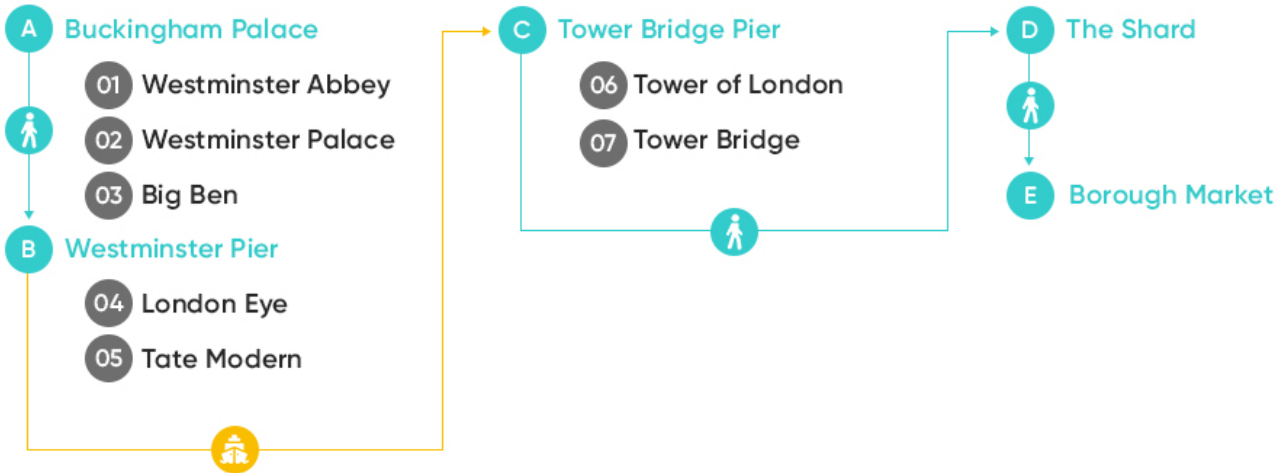 A Buckingham Palace
01 Westminster Abbey
02 Westminster Palace
03 Big Ben
B Westminster Pier
04 London Eye
05 Tate Modern
C Tower Bridge Pier
06 Tower of London
07 Tower Bridge
D The Shard
E Borough Market